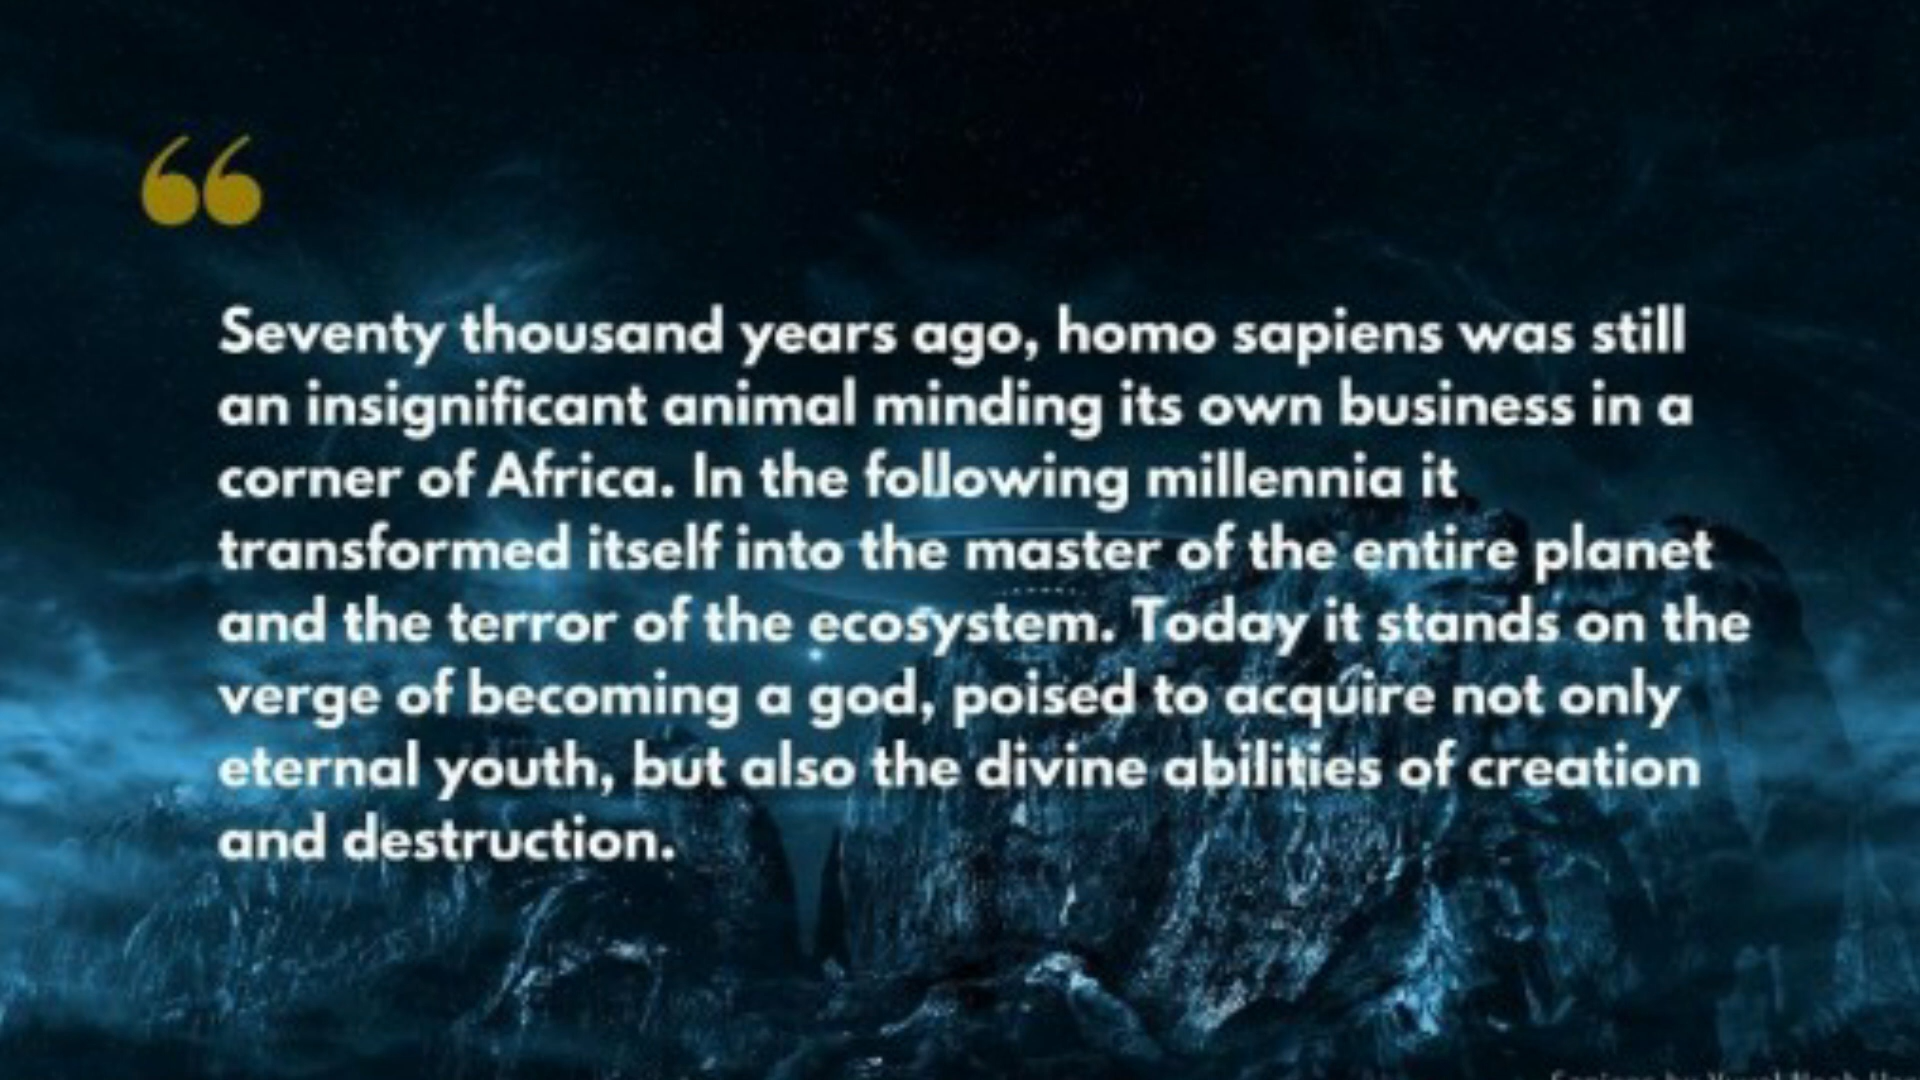 “
Seventy thousand years ago, homo sapiens was still
an insignificant animal minding its own business in a
corner of Africa. In the following millennia it
transformed itself into the master of the entire planet
and the terror of the ecosystem. Today it stands on the
verge of becoming a god, poised to acquire not only
eternal youth, but also the divine abilities of creation
and destruction.